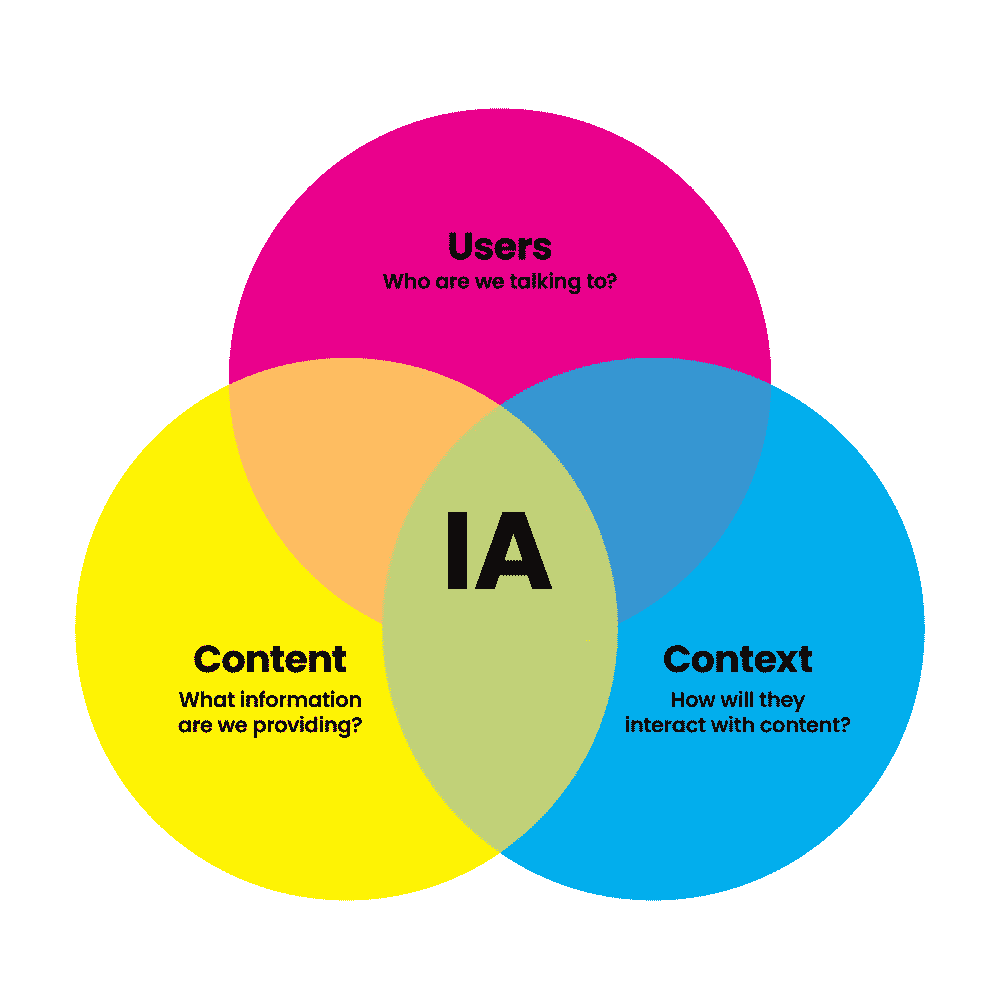 Users
Who are we talking to?
IA
Content
What information
are we providing?
Context
How will they
interact with content?